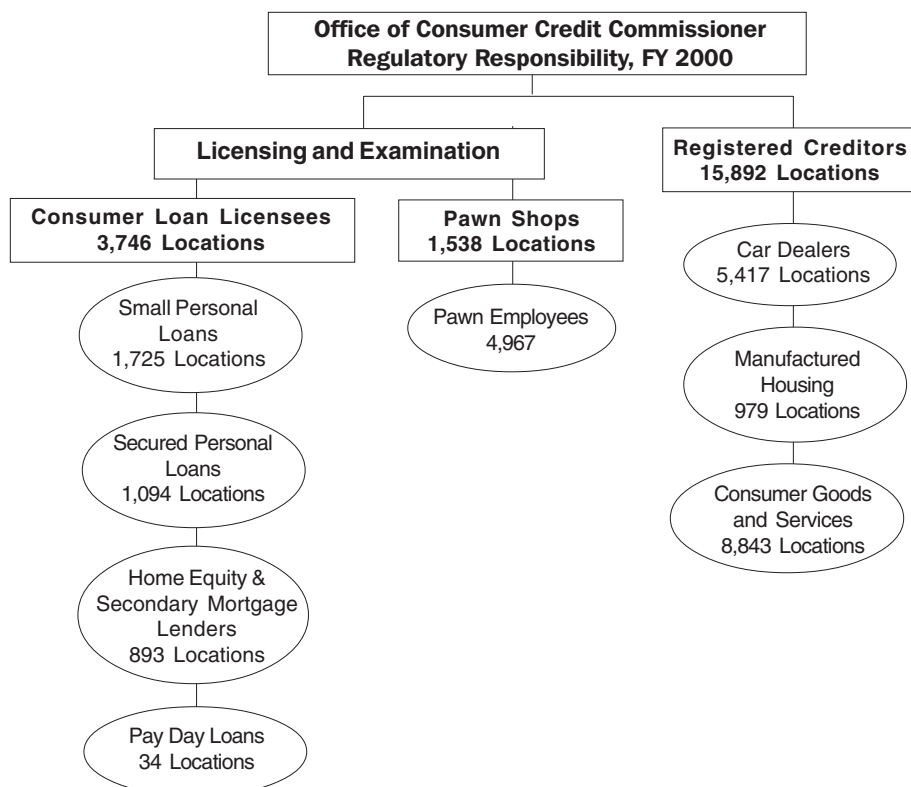 Office of Consumer Credit Commissioner
Regulatory Responsibility, FY 2000
Licensing and Examination
Consumer Loan Licensees
3,746 Locations
Small Personal
Loans
1,725 Locations
Secured Personal
Loans
1,094 Locations
Home Equity &
Secondary Mortgage
Lenders
893 Locations
Pay Day Loans
34 Locations
Pawn Shops
1,538 Locations
Pawn Employees
4,967
Registered Creditors
15,892 Locations
Car Dealers
5,417 Locations
Manufactured
Housing
979 Locations
Consumer Goods
and Services
8,843 Locations